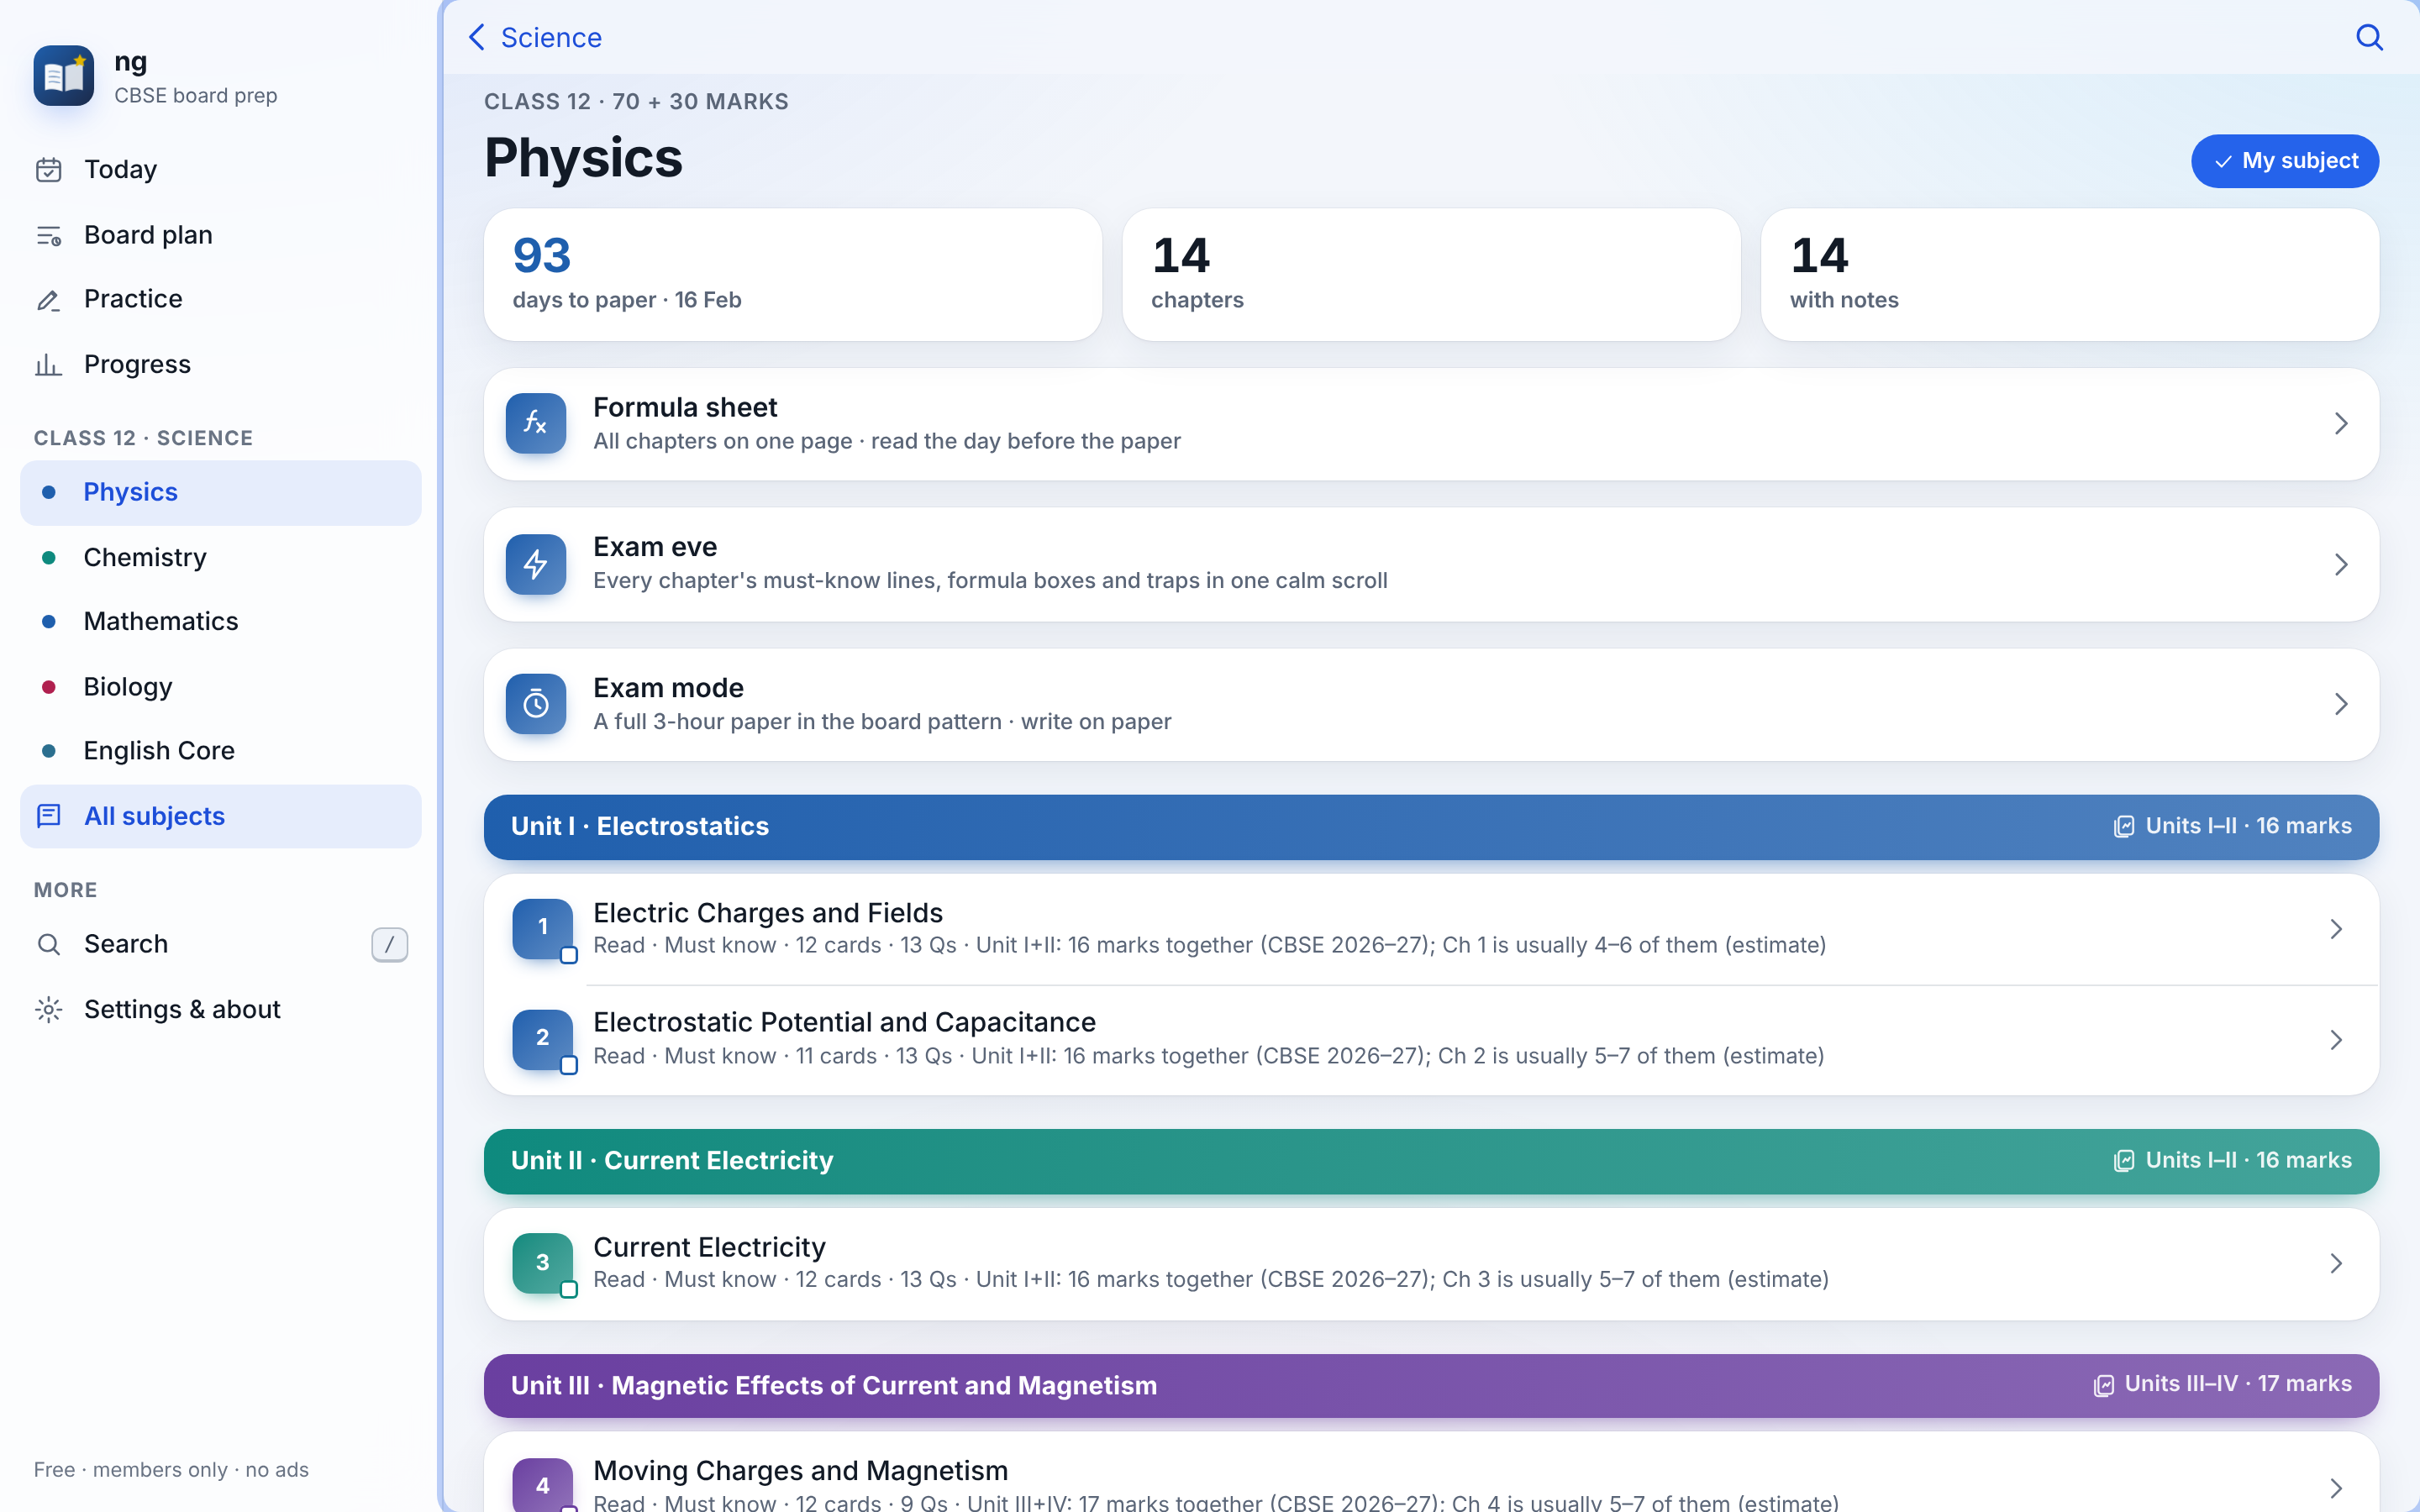 ng
CBSE board prep
Today
Board plan
Practice
Progress
CLASS 12 · SCIENCE
Physics
Chemistry
Mathematics
Biology
English Core
All subjects
MORE
Search
/
Settings & about
Free · members only · no ads
Science
CLASS 12 · 70 + 30 MARKS
Physics
My subject
93
days to paper · 16 Feb
14
chapters
14
with notes
fx
Formula sheet
All chapters on one page · read the day before the paper
Exam eve
Every chapter's must-know lines, formula boxes and traps in one calm scroll
Exam mode
A full 3-hour paper in the board pattern · write on paper
Unit I · Electrostatics
Units I–II · 16 marks
1
Electric Charges and Fields
Read · Must know · 12 cards · 13 Qs · Unit I+II: 16 marks together (CBSE 2026–27); Ch 1 is usually 4–6 of them (estimate)
2
Electrostatic Potential and Capacitance
Read · Must know · 11 cards · 13 Qs · Unit I+II: 16 marks together (CBSE 2026–27); Ch 2 is usually 5–7 of them (estimate)
Unit II · Current Electricity
Units I–II · 16 marks
3
Current Electricity
Read · Must know · 12 cards · 13 Qs · Unit I+II: 16 marks together (CBSE 2026–27); Ch 3 is usually 5–7 of them (estimate)
Unit III · Magnetic Effects of Current and Magnetism
Units III–IV · 17 marks
4
Moving Charges and Magnetism
Read · Must know · 12 cards · 9 Qs · Unit III+IV: 17 marks together (CBSE 2026–27); Ch 4 is usually 5–7 of them (estimate)